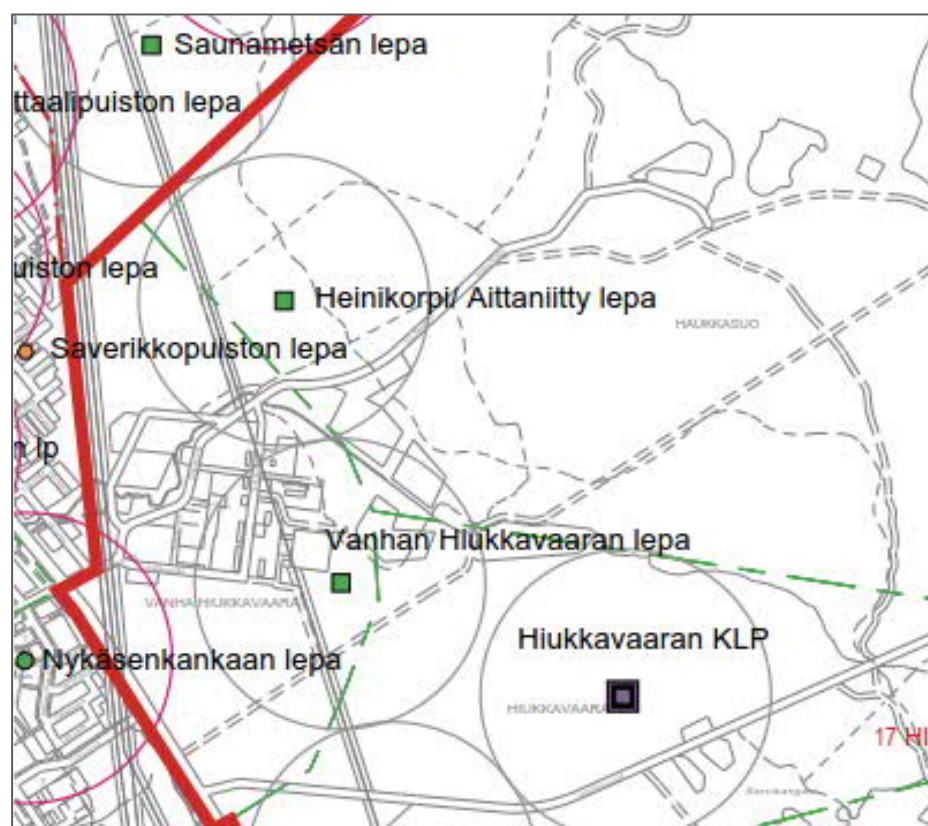 Saunametsän lepa
ttaalipuiston lepa
uiston lepa
Heinikorpi/ Aittaniitty lepa
HAUKKASUO
Saverikkopuiston lepa
n lp
Vanhan Hiukkavaaran lepa
VANHA HIUKKAVAARA
Hiukkavaaran KLP
Nykäsenkankaan lepa
HIUKKAVAARA
17 HI